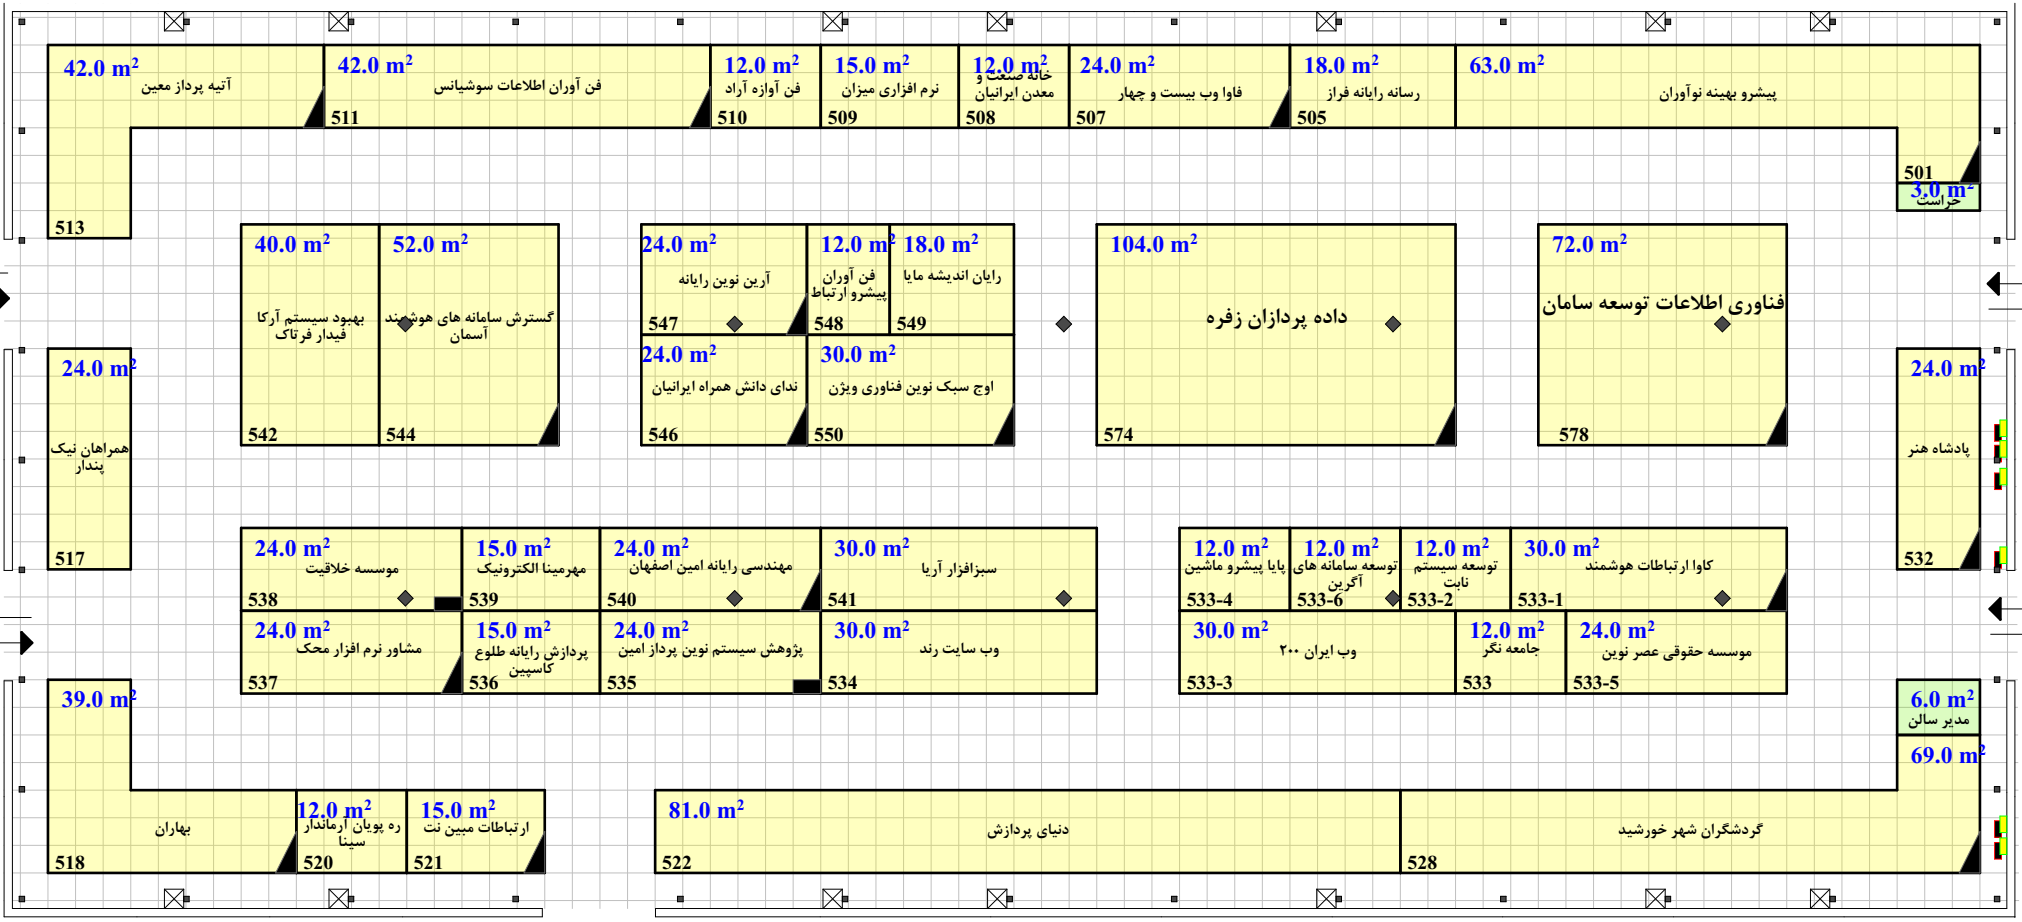 42.0 m²
آتیه پرداز معین
513
42.0 m²
فن آوران اطلاعات سوشیانس
511
12.0 m²
فن آوازه آراد
510
15.0 m²
نرم افزاری میزان
509
12.0 m²
خانه صنعت و
معدن ایرانیان
508
24.0 m²
فاوا وب بیست و چهار
507
18.0 m²
رسانه رایانه فراز
505
63.0 m²
پیشرو بهینه نوآوران
501
3.0 m²
حراست
40.0 m²
بهبود سیستم آرکا
فیدار فرتاک
542
52.0 m²
گسترش سامانه های هوشمند
آسمان
544
24.0 m²
آرین نوین رایانه
547
12.0 m²
فن آوران
پیشرو ارتباط
548
18.0 m²
رایان اندیشه مایا
549
24.0 m²
ندای دانش همراه ایرانیان
546
30.0 m²
اوج سبک نوین فناوری ویژن
550
104.0 m²
داده پردازان زفره
574
72.0 m²
فناوری اطلاعات توسعه سامان
578
24.0 m²
همراهان نیک
پندار
517
24.0 m²
پادشاه هنر
532
24.0 m²
موسسه خلاقیت
538
15.0 m²
مهرمینا الکترونیک
539
24.0 m²
مهندسی رایانه امین اصفهان
540
30.0 m²
سبزافزار آریا
541
12.0 m²
پایا پیشرو ماشین
533-4
12.0 m²
توسعه سامانه های
آگرین
533-6
12.0 m²
توسعه سیستم
نابت
533-2
30.0 m²
کاوا ارتباطات هوشمند
533-1
24.0 m²
مشاور نرم افزار محک
537
15.0 m²
پردازش رایانه طلوع
کاسپین
536
24.0 m²
پژوهش سیستم نوین پرداز امین
535
30.0 m²
وب سایت رند
534
30.0 m²
وب ایران ۲۰۰
533-3
12.0 m²
جامعه نگر
533
24.0 m²
موسسه حقوقی عصر نوین
533-5
39.0 m²
بهاران
518
12.0 m²
ره پویان آرماندار
سینا
520
15.0 m²
ارتباطات مبین نت
521
81.0 m²
دنیای پردازش
522
6.0 m²
مدیر سالن
69.0 m²
گردشگران شهر خورشید
528